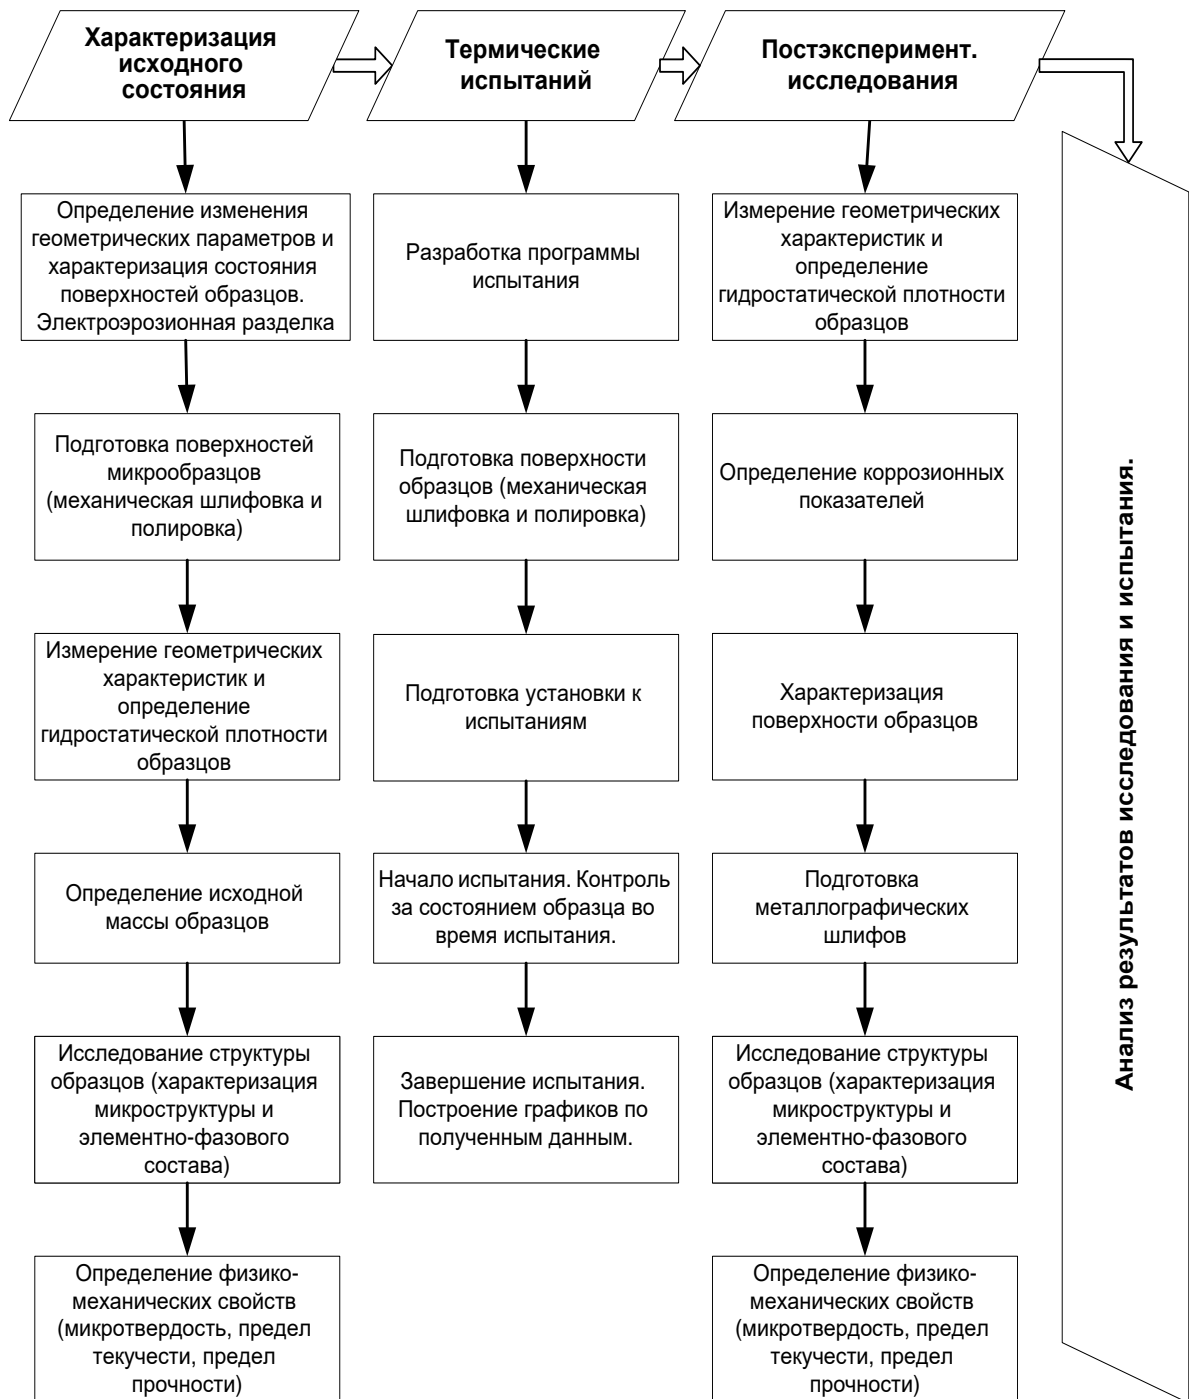 Характеризация
исходного
состояния
Термические
испытаний
Постэксперимент.
исследования
Определение изменения
геометрических параметров и
характеризация состояния
поверхностей образцов.
Электроэрозионная разделка
Подготовка поверхностей
микрообразцов
(механическая шлифовка и
полировка)
Измерение геометрических
характеристик и
определение
гидростатической плотности
образцов
Определение исходной
массы образцов
Исследование структуры
образцов (характеризация
микроструктуры и
элементно-фазового
состава)
Определение физико-
механических свойств
(микротвердость, предел
текучести, предел
прочности)
Разработка программы
испытания
Подготовка поверхности
образцов (механическая
шлифовка и полировка)
Подготовка установки к
испытаниям
Начало испытания. Контроль
за состоянием образца во
время испытания.
Завершение испытания.
Построение графиков по
полученным данным.
Измерение геометрических
характеристик и
определение
гидростатической плотности
образцов
Определение коррозионных
показателей
Характеризация
поверхности образцов
Подготовка
металлографических
шлифов
Исследование структуры
образцов (характеризация
микроструктуры и
элементно-фазового
состава)
Определение физико-
механических свойств
(микротвердость, предел
текучести, предел
прочности)
Анализ результатов исследования и испытания.